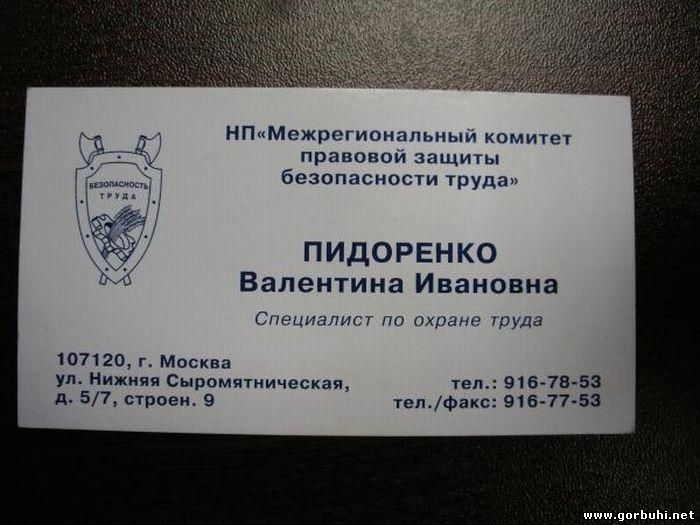 НП«Межрегиональный комитет
правовой защиты
безопасности труда»
БЕЗОПАСНОСТЬ
ТРУДА
ПИДОРЕНКО
Валентина Ивановна
Специалист по охране труда
107120, г. Москва
ул. Нижняя Сыромятническая,
д. 5/7, строен. 9
тел.: 916-78-53
тел./факс: 916-77-53
www.gorbuhi.net